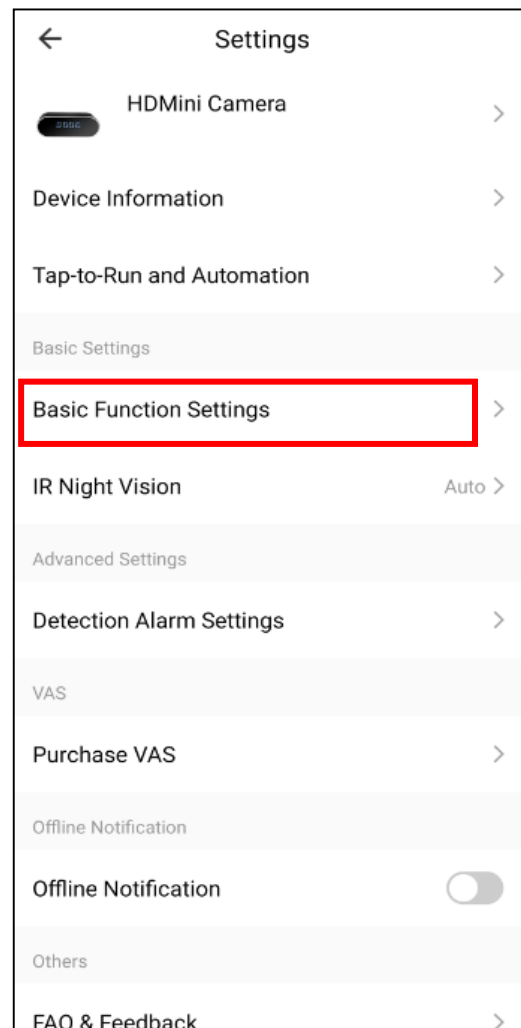 Settings
HDMini Camera
Device Information
Tap-to-Run and Automation
Basic Settings
Basic Function Settings
IR Night Vision
Auto
Advanced Settings
Detection Alarm Settings
VAS
Purchase VAS
Offline Notification
Offline Notification
Others
FAQ & Feedback